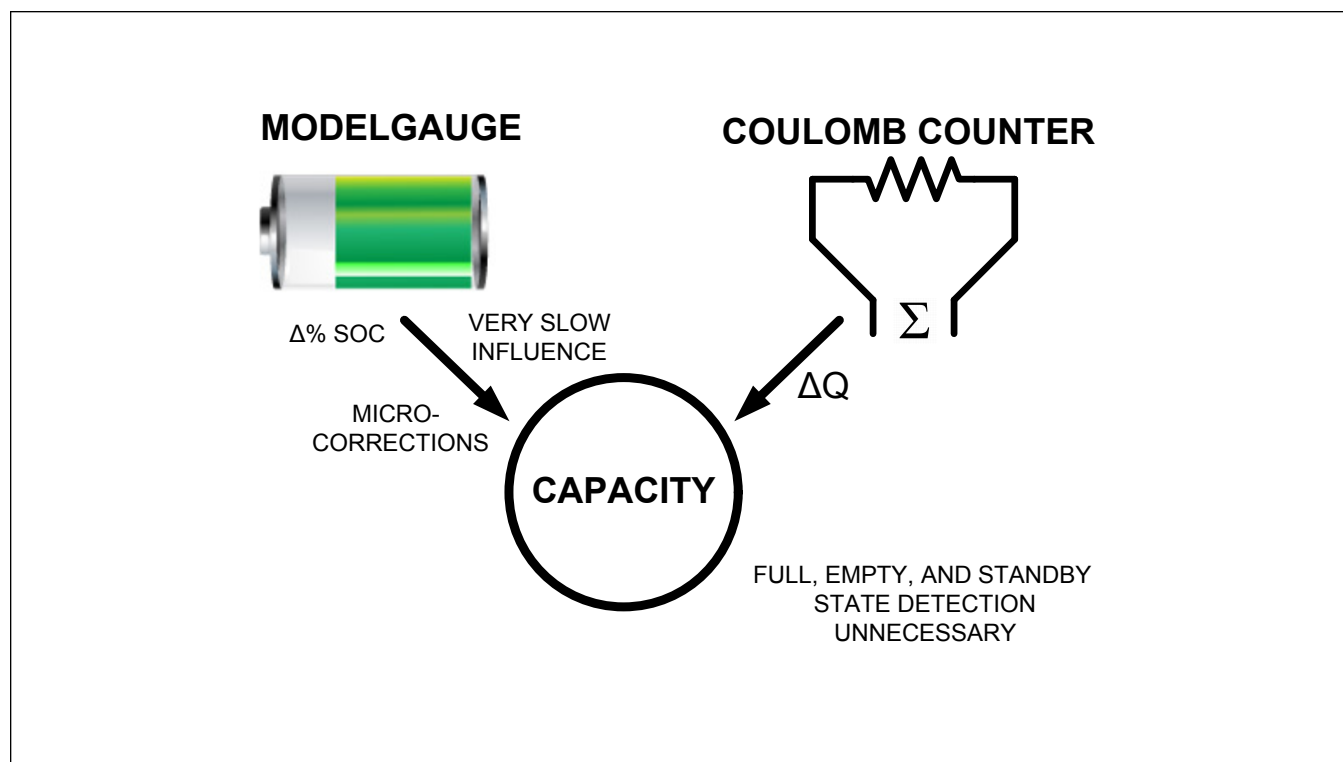 MODELGAUGE
COULOMB COUNTER
Σ
Δ% SOC
VERY SLOW
INFLUENCE
ΔQ
MICRO-
CORRECTIONS
CAPACITY
FULL, EMPTY, AND STANDBY
STATE DETECTION
UNNECESSARY